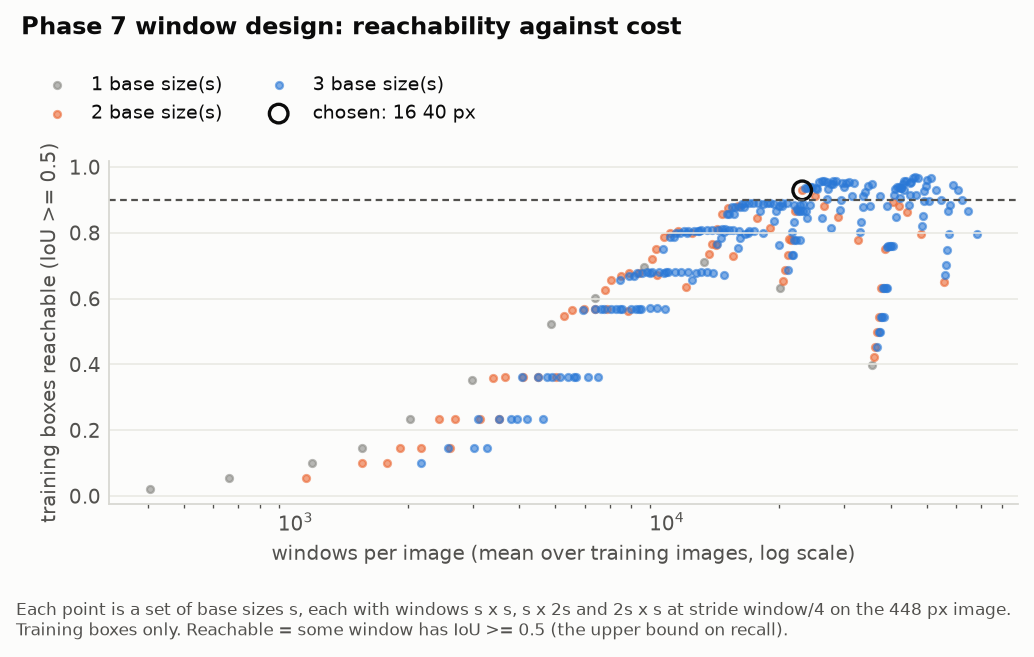 Phase 7 window design: reachability against cost
1 base size(s)
2 base size(s)
3 base size(s)
chosen: 16 40 px
training boxes reachable (IoU >= 0.5)
1.0
0.8
0.6
0.4
0.2
0.0
10³
10⁴
windows per image (mean over training images, log scale)
Each point is a set of base sizes s, each with windows s x s, s x 2s and 2s x s at stride window/4 on the 448 px image.
Training boxes only. Reachable = some window has IoU >= 0.5 (the upper bound on recall).